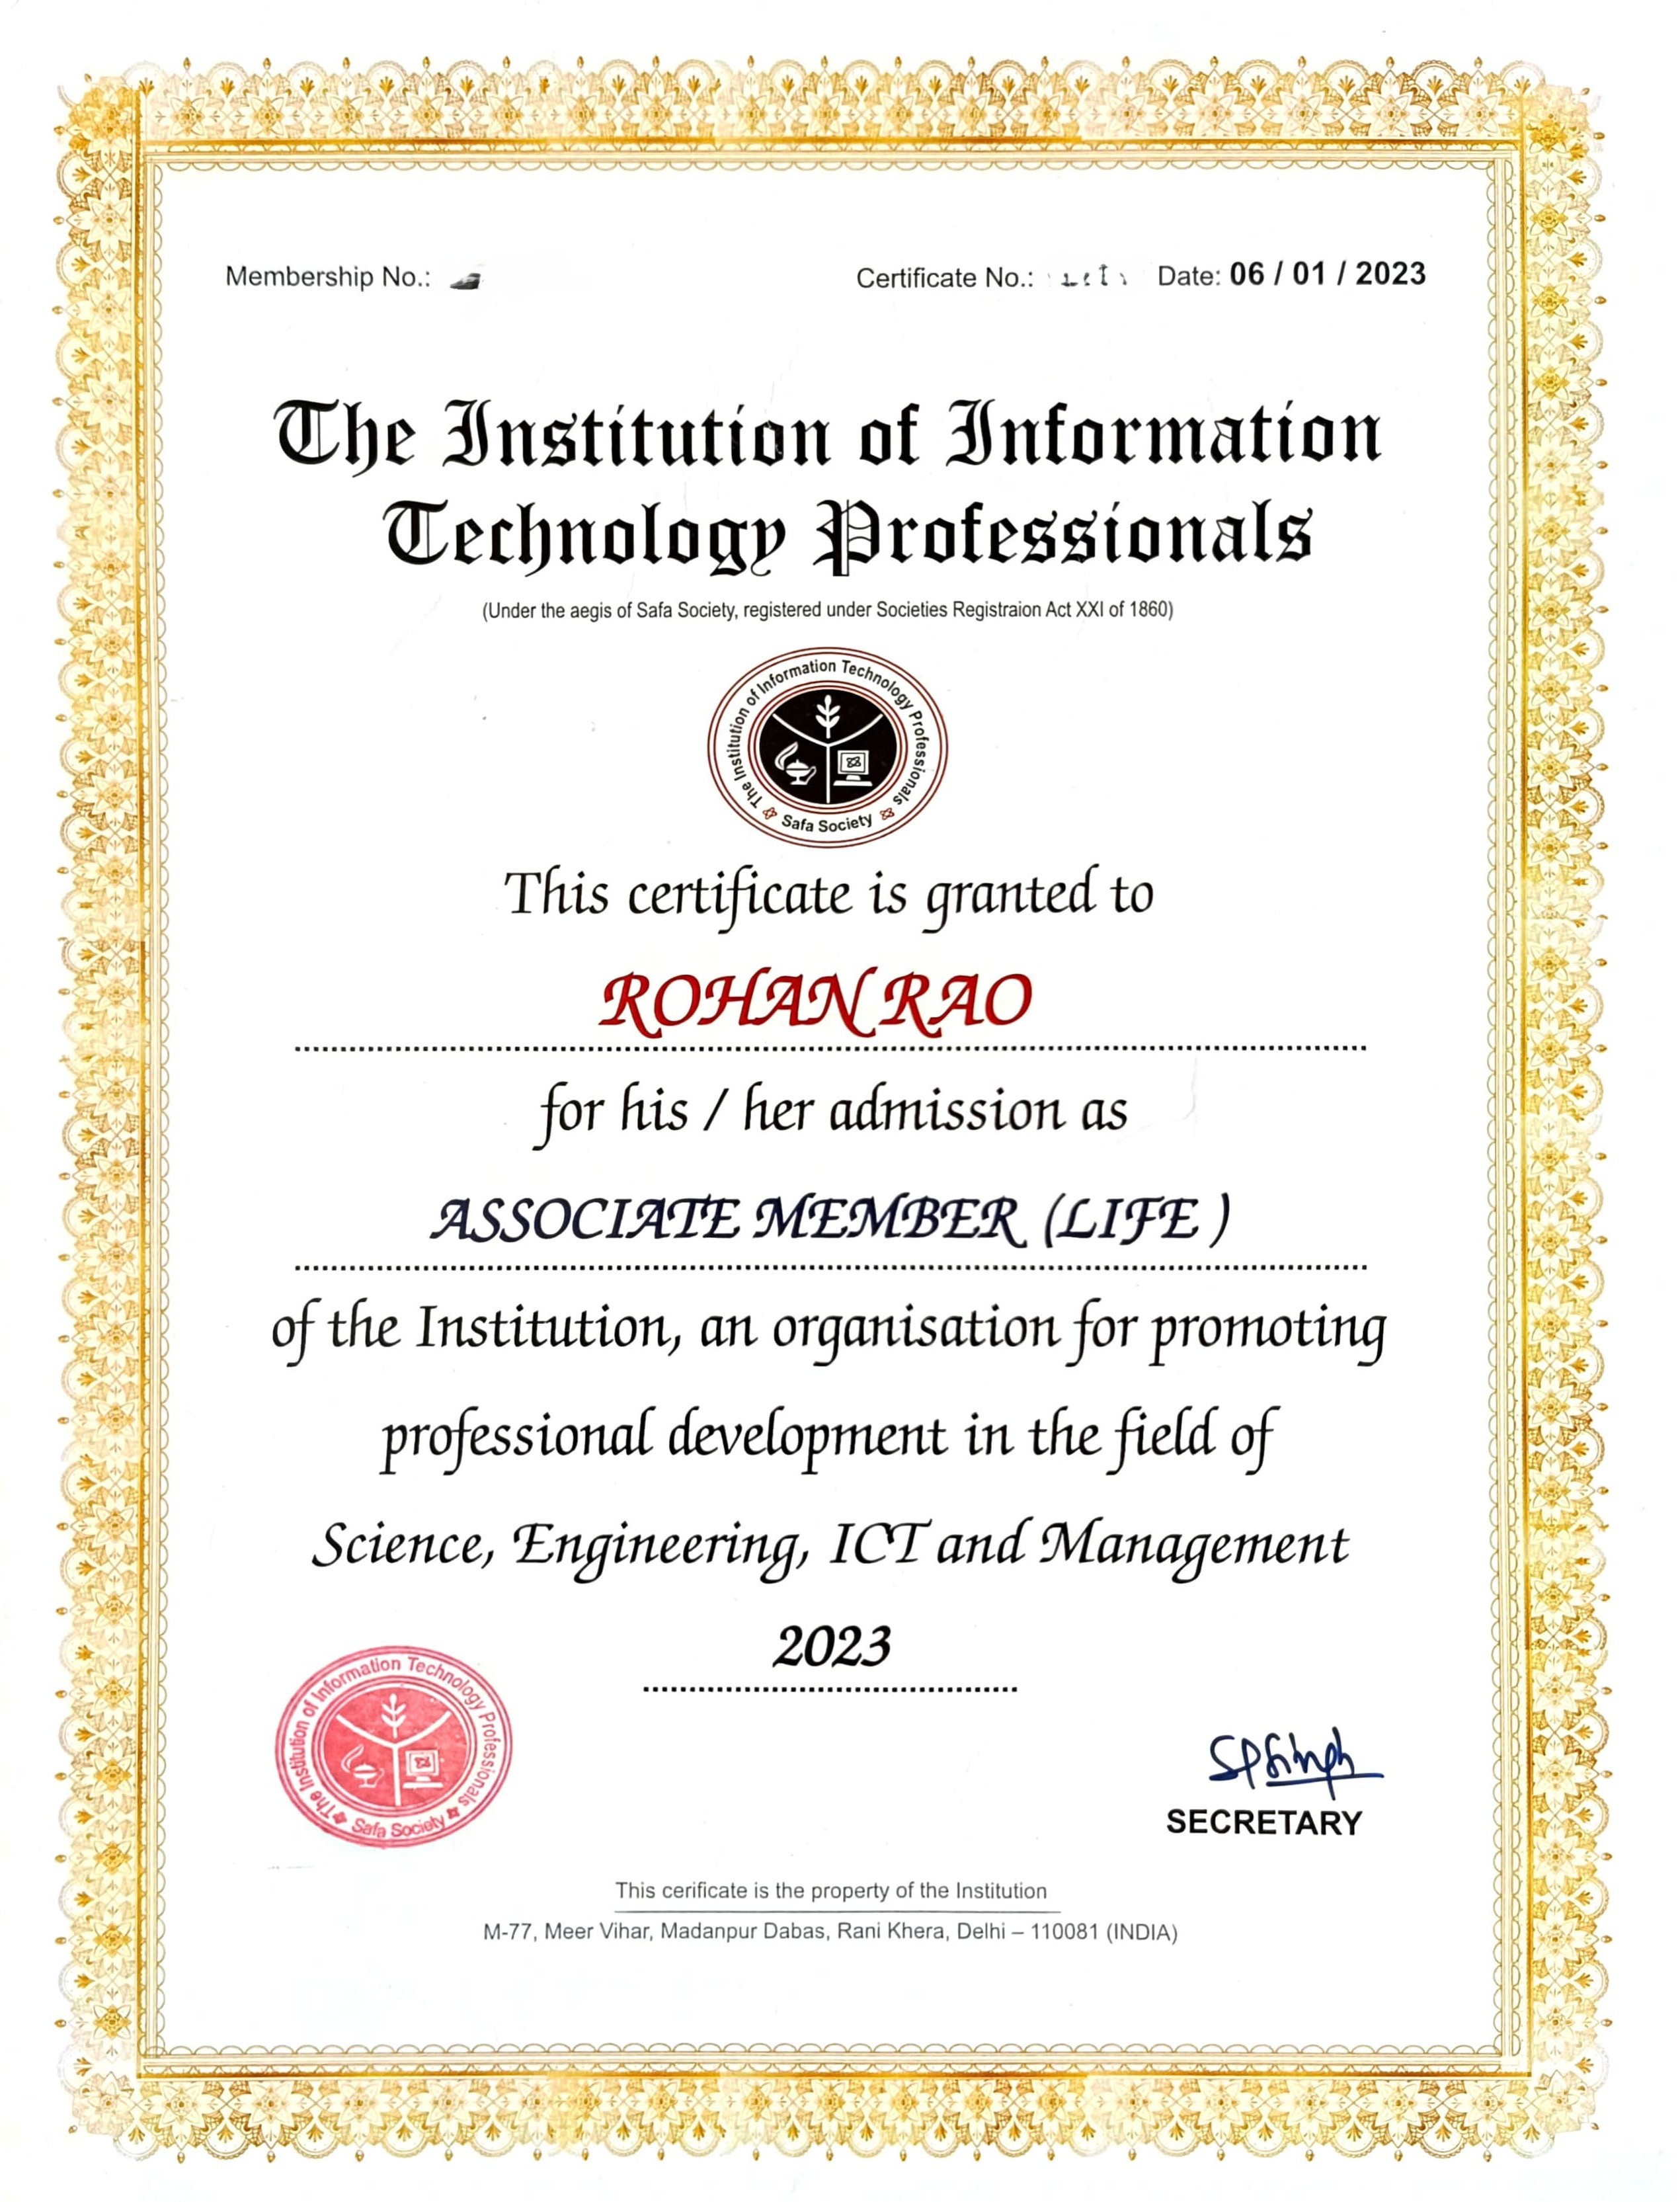 Membership No.:
Certificate No.: Date: 06 / 01 / 2023
The Institution of Information
Technology Professionals
(Under the aegis of Safa Society, registered under Societies Registraion Act XXI of 1860)
The Institution of Information Technology Professionals
Safa Society
This certificate is granted to
ROHAN RAO
for his / her admission as
ASSOCIATE MEMBER (LIFE )
of the Institution, an organisation for promoting
professional development in the field of
Science, Engineering, ICT and Management
2023
The Institution of Information Technology Professionals
Safa Society
SPSingh
SECRETARY
This cerificate is the property of the Institution
M-77, Meer Vihar, Madanpur Dabas, Rani Khera, Delhi – 110081 (INDIA)